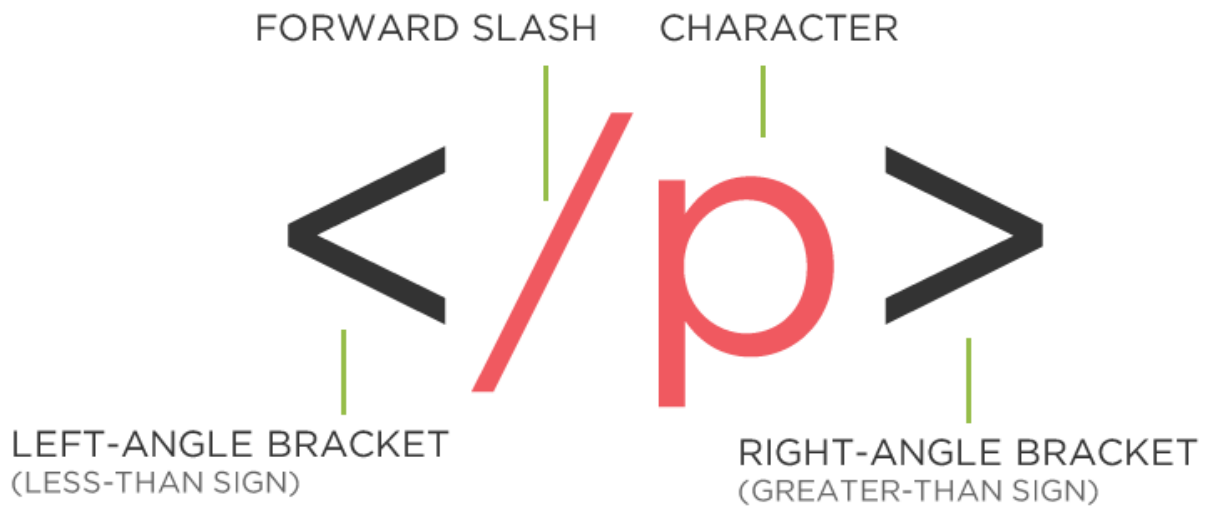 FORWARD SLASH
CHARACTER
</p>
LEFT-ANGLE BRACKET
(LESS-THAN SIGN)
RIGHT-ANGLE BRACKET
(GREATER-THAN SIGN)